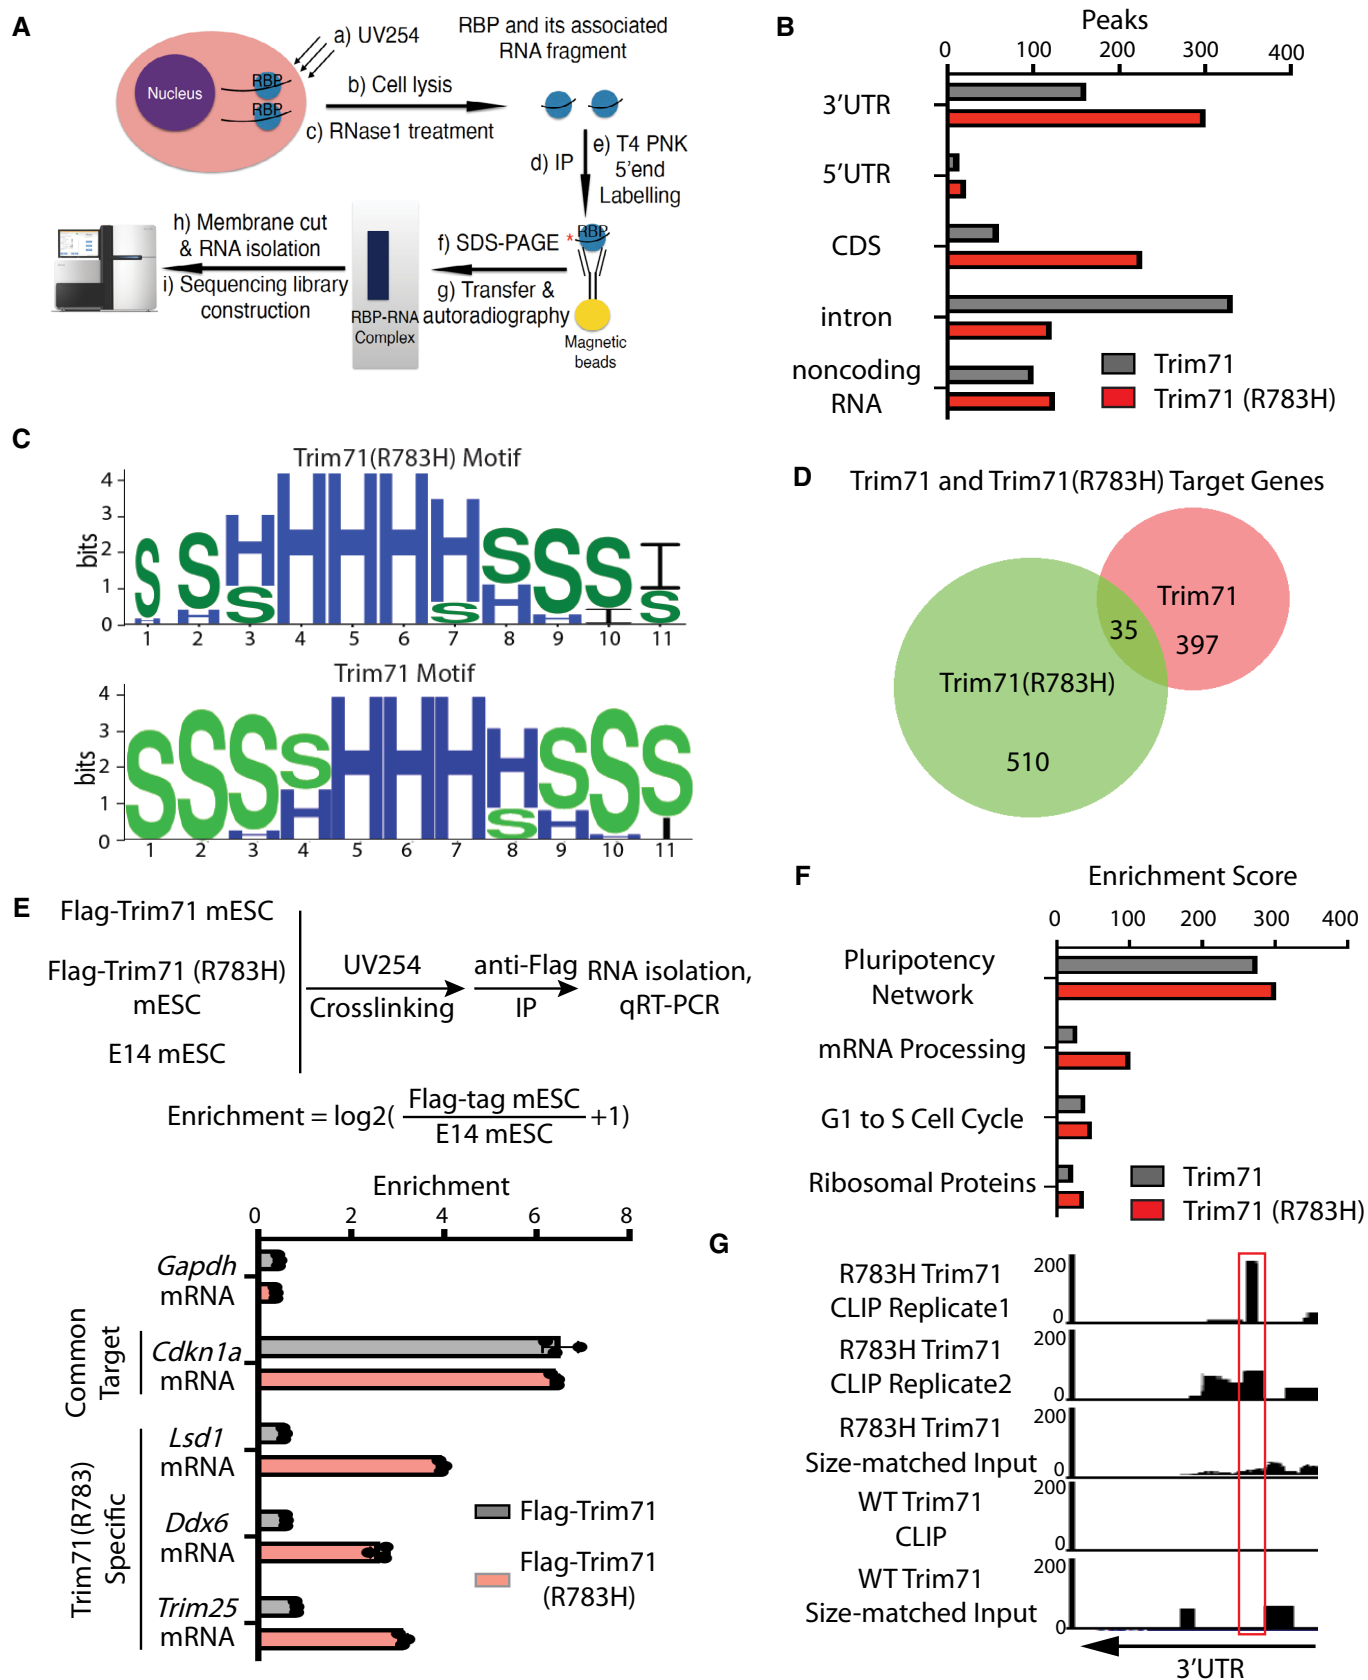 A
a) UV254
RBP and its associated
RNA fragment
Nucleus
RBP
RBP
b) Cell lysis
c) RNase1 treatment
d) IP
e) T4 PNK
5'end
Labelling
RBP
*
f) SDS-PAGE
g) Transfer &
autoradiography
Magnetic
beads
RBP-RNA
Complex
h) Membrane cut
& RNA isolation
i) Sequencing library
construction
B
Peaks
0 100 200 300 400
3'UTR
5'UTR
CDS
intron
noncoding
RNA
Trim71
Trim71 (R783H)
C
Trim71(R783H) Motif
bits
4
3
2
1
0
S S H H H H H S S S I
H H S S H H I S
1 2 3 4 5 6 7 8 9 10 11
Trim71 Motif
bits
4
3
2
1
0
S S S S H H H H S S S
H H S H H I
1 2 3 4 5 6 7 8 9 10 11
D
Trim71 and Trim71(R783H) Target Genes
Trim71
35
397
Trim71(R783H)
510
E
Flag-Trim71 mESC
Flag-Trim71 (R783H)
mESC
E14 mESC
UV254
Crosslinking
anti-Flag
IP
RNA isolation,
qRT-PCR
Enrichment = log2( Flag-tag mESC / E14 mESC +1)
Enrichment
0 2 4 6 8
Gapdh
mRNA
Common
Target
Cdkn1a
mRNA
Trim71(R783)
Specific
Lsd1
mRNA
Ddx6
mRNA
Trim25
mRNA
Flag-Trim71
Flag-Trim71
(R783H)
F
Enrichment Score
0 100 200 300 400
Pluripotency
Network
mRNA Processing
G1 to S Cell Cycle
Ribosomal Proteins
Trim71
Trim71 (R783H)
G
R783H Trim71
CLIP Replicate1
200
0
R783H Trim71
CLIP Replicate2
200
0
R783H Trim71
Size-matched Input
200
0
WT Trim71
CLIP
200
0
WT Trim71
Size-matched Input
200
0
3'UTR